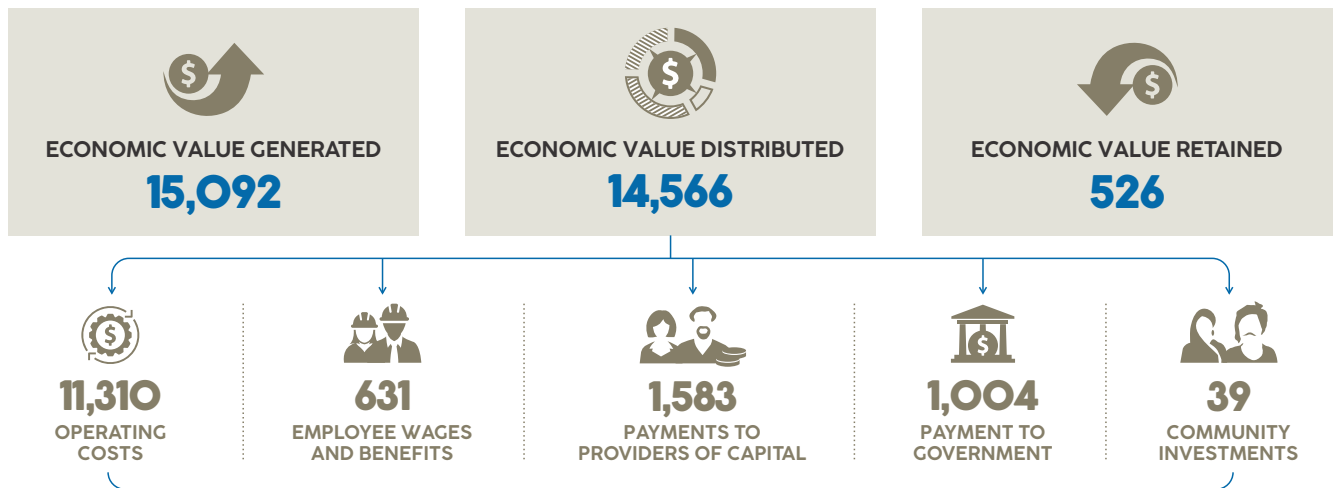 ECONOMIC VALUE GENERATED
15,092
ECONOMIC VALUE DISTRIBUTED
14,566
ECONOMIC VALUE RETAINED
526
11,310
OPERATING
COSTS
631
EMPLOYEE WAGES
AND BENEFITS
1,583
PAYMENTS TO
PROVIDERS OF CAPITAL
1,004
PAYMENT TO
GOVERNMENT
39
COMMUNITY
INVESTMENTS